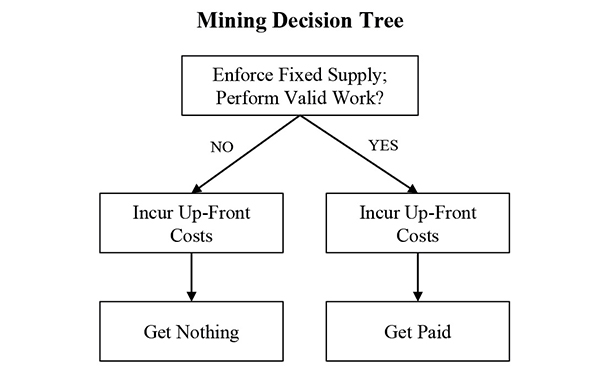 Mining Decision Tree
Enforce Fixed Supply;
Perform Valid Work?
NO
YES
Incur Up-Front
Costs
Incur Up-Front
Costs
Get Nothing
Get Paid